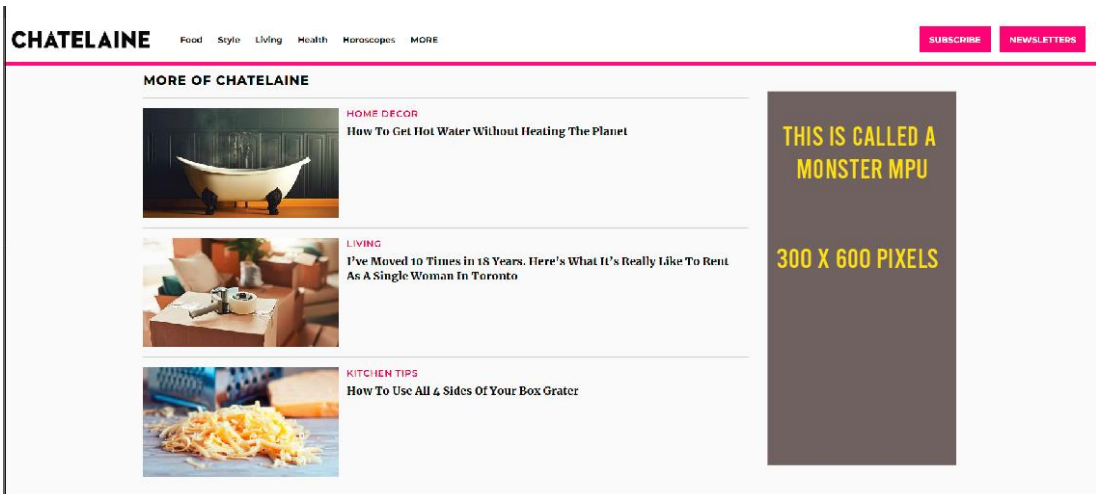 CHATELAINE
Food Style Living Health Horoscopes MORE
SUBSCRIBE NEWSLETTERS
MORE OF CHATELAINE
HOME DECOR
How To Get Hot Water Without Heating The Planet
LIVING
I've Moved 10 Times in 18 Years. Here's What It's Really Like To Rent
As A Single Woman In Toronto
KITCHEN TIPS
How To Use All 4 Sides Of Your Box Grater
THIS IS CALLED A
MONSTER MPU
300 X 600 PIXELS